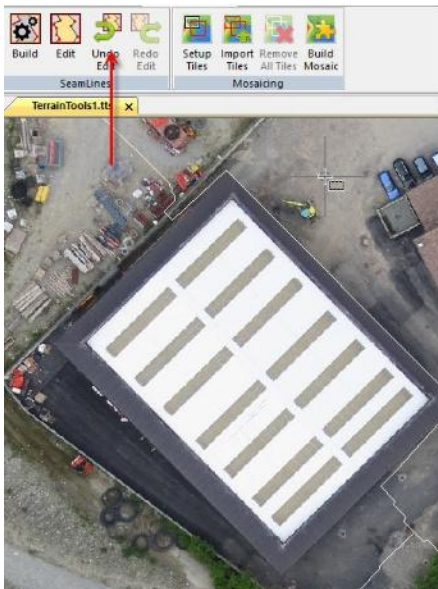 Build Edit Undo Redo Setup Import Remove Build
Edit Edit Tiles Tiles All Tiles Mosaic
SeamLines Mosaicing
TerrainTools1.tts x